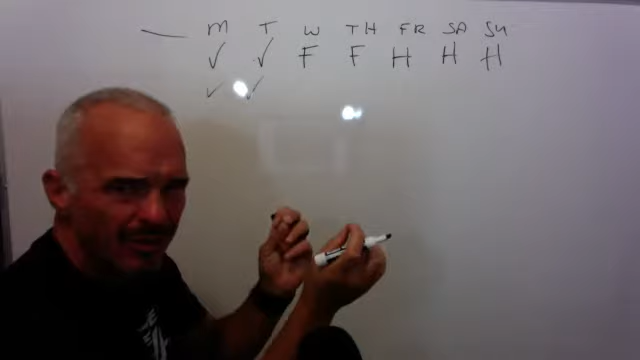 M T W TH FR SA SU
✓ ✓ F F H H H
✓ ✓